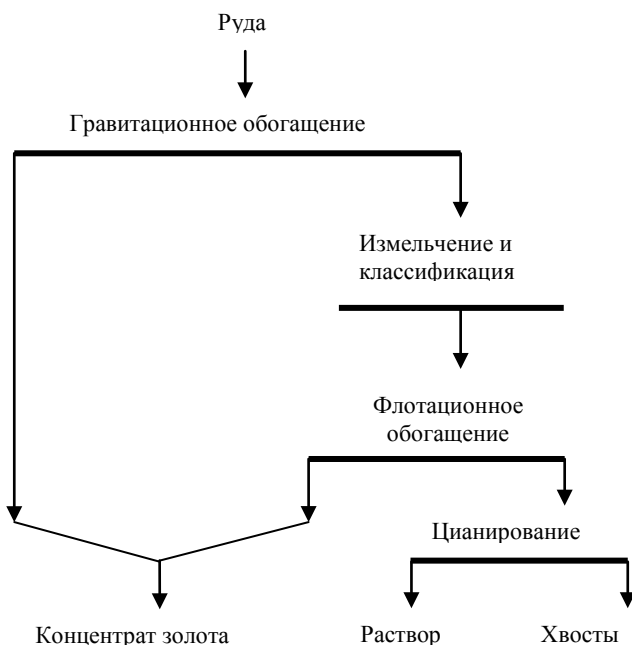 Руда
Гравитационное обогащение
Измельчение и
классификация
Флотационное
обогащение
Цианирование
Концентрат золота
Раствор
Хвосты